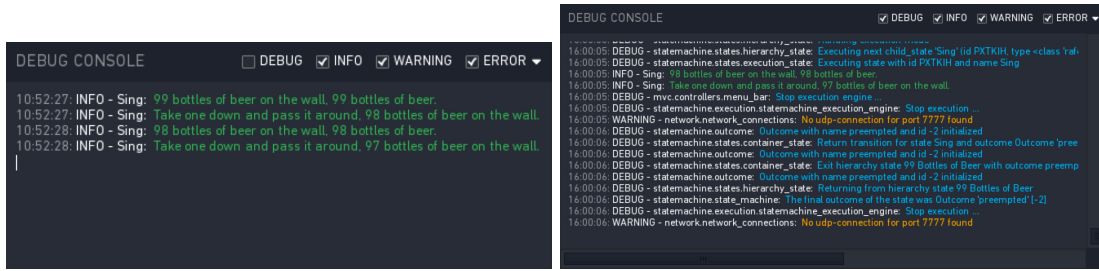 DEBUG CONSOLE
DEBUG INFO WARNING ERROR
10:52:27: INFO - Sing: 99 bottles of beer on the wall, 99 bottles of beer.
10:52:27: INFO - Sing: Take one down and pass it around, 98 bottles of beer on the wall.
10:52:28: INFO - Sing: 98 bottles of beer on the wall, 98 bottles of beer.
10:52:28: INFO - Sing: Take one down and pass it around, 97 bottles of beer on the wall.
DEBUG CONSOLE
DEBUG INFO WARNING ERROR
16:00:05: DEBUG - statemachine.states.hierarchy_state: Executing next child_state 'Sing' (id PXTKIH, type <class 'rafc
16:00:05: DEBUG - statemachine.states.execution_state: Executing state with id PXTKIH and name Sing
16:00:05: INFO - Sing: 98 bottles of beer on the wall, 98 bottles of beer.
16:00:05: INFO - Sing: Take one down and pass it around, 97 bottles of beer on the wall.
16:00:05: DEBUG - mvc.controllers.menu_bar: Stop execution engine ...
16:00:05: DEBUG - statemachine.execution.statemachine_execution_engine: Stop execution ...
16:00:05: WARNING - network.network_connections: No udp-connection for port 7777 found
16:00:06: DEBUG - statemachine.outcome: Outcome with name preempted and id -2 initialized
16:00:06: DEBUG - statemachine.states.container_state: Return transition for state Sing and outcome Outcome 'pree
16:00:06: DEBUG - statemachine.outcome: Outcome with name preempted and id -2 initialized
16:00:06: DEBUG - statemachine.states.container_state: Exit hierarchy state 99 Bottles of Beer with outcome preemp
16:00:06: DEBUG - statemachine.outcome: Outcome with name preempted and id -2 initialized
16:00:06: DEBUG - statemachine.states.hierarchy_state: Returning from hierarchy state 99 Bottles of Beer
16:00:06: DEBUG - statemachine.state_machine: The final outcome of the state was Outcome 'preempted' [-2]
16:00:06: DEBUG - statemachine.execution.statemachine_execution_engine: Stop execution ...
16:00:06: WARNING - network.network_connections: No udp-connection for port 7777 found